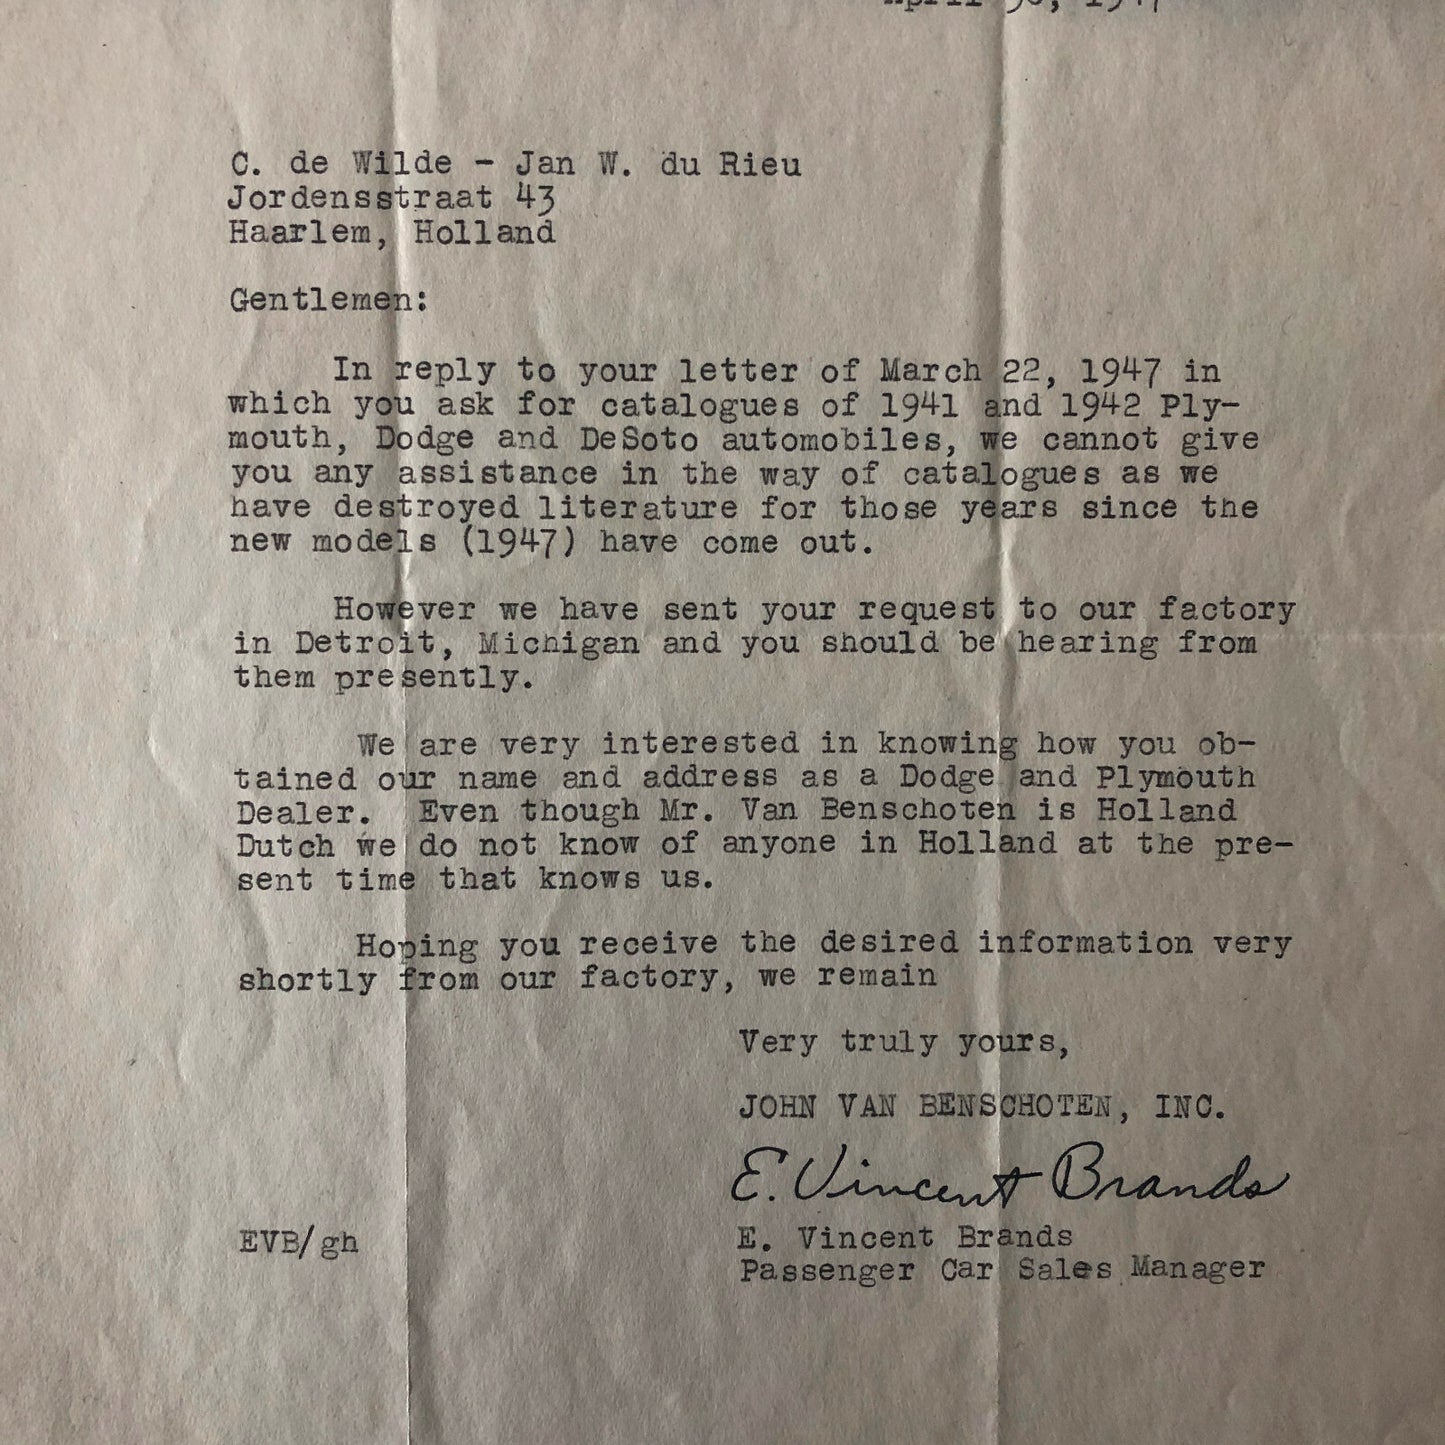 April 30, 1947
C. de Wilde - Jan W. du Rieu
Jordensstraat 43
Haarlem, Holland
Gentlemen:
In reply to your letter of March 22, 1947 in
which you ask for catalogues of 1941 and 1942 Ply-
mouth, Dodge and DeSoto automobiles, we cannot give
you any assistance in the way of catalogues as we
have destroyed literature for those years since the
new models (1947) have come out.
However we have sent your request to our factory
in Detroit, Michigan and you should be hearing from
them presently.
We are very interested in knowing how you ob-
tained our name and address as a Dodge and Plymouth
Dealer. Even though Mr. Van Benschoten is Holland
Dutch we do not know of anyone in Holland at the pre-
sent time that knows us.
Hoping you receive the desired information very
shortly from our factory, we remain
Very truly yours,
JOHN VAN BENSCHOTEN, INC.
E. Vincent Brands
EVB/gh
E. Vincent Brands
Passenger Car Sales Manager